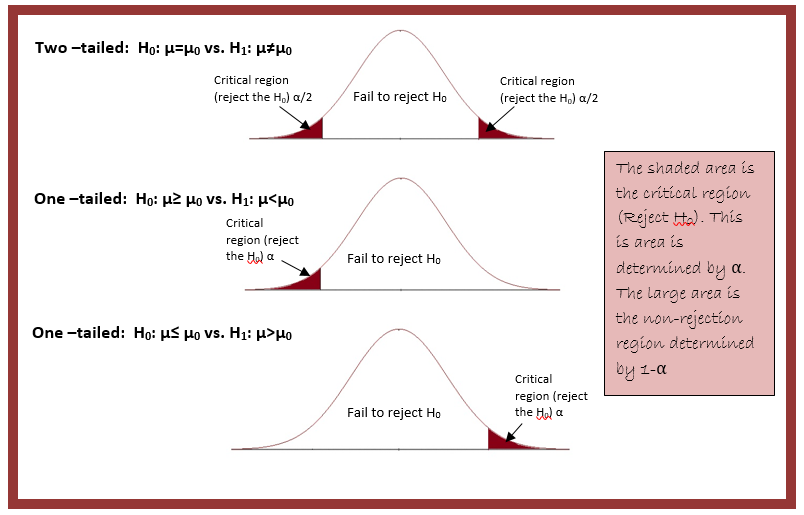 Two –tailed: H₀: µ=µ₀ vs. H₁: µ≠µ₀
Critical region
(reject the H₀) α/2
Fail to reject H₀
Critical region
(reject the H₀) α/2
One –tailed: H₀: µ≥ µ₀ vs. H₁: µ<µ₀
Critical
region (reject
the H₀) α
Fail to reject H₀
The shaded area is
the critical region
(Reject H₀). This
is area is
determined by α.
The large area is
the non-rejection
region determined
by 1-α
One –tailed: H₀: µ≤ µ₀ vs. H₁: µ>µ₀
Critical
region (reject
the H₀) α
Fail to reject H₀